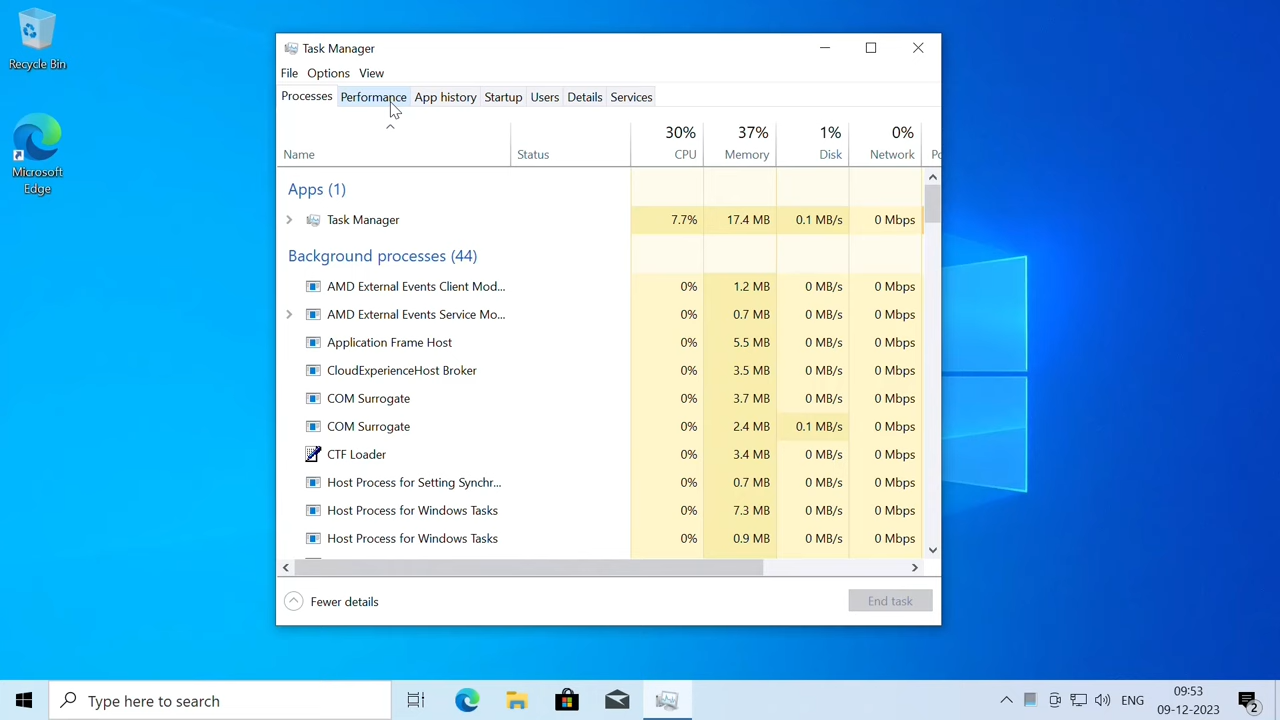 Recycle Bin
Microsoft
Edge
Task Manager
File Options View
Processes Performance App history Startup Users Details Services
30% 37% 1% 0%
Name Status CPU Memory Disk Network Po
Apps (1)
Task Manager 7.7% 17.4 MB 0.1 MB/s 0 Mbps
Background processes (44)
AMD External Events Client Mod... 0% 1.2 MB 0 MB/s 0 Mbps
AMD External Events Service Mo... 0% 0.7 MB 0 MB/s 0 Mbps
Application Frame Host 0% 5.5 MB 0 MB/s 0 Mbps
CloudExperienceHost Broker 0% 3.5 MB 0 MB/s 0 Mbps
COM Surrogate 0% 3.7 MB 0 MB/s 0 Mbps
COM Surrogate 0% 2.4 MB 0.1 MB/s 0 Mbps
CTF Loader 0% 3.4 MB 0 MB/s 0 Mbps
Host Process for Setting Synchr... 0% 0.7 MB 0 MB/s 0 Mbps
Host Process for Windows Tasks 0% 7.3 MB 0 MB/s 0 Mbps
Host Process for Windows Tasks 0% 0.9 MB 0 MB/s 0 Mbps
Fewer details End task
Type here to search ENG 09:53
09-12-2023 2